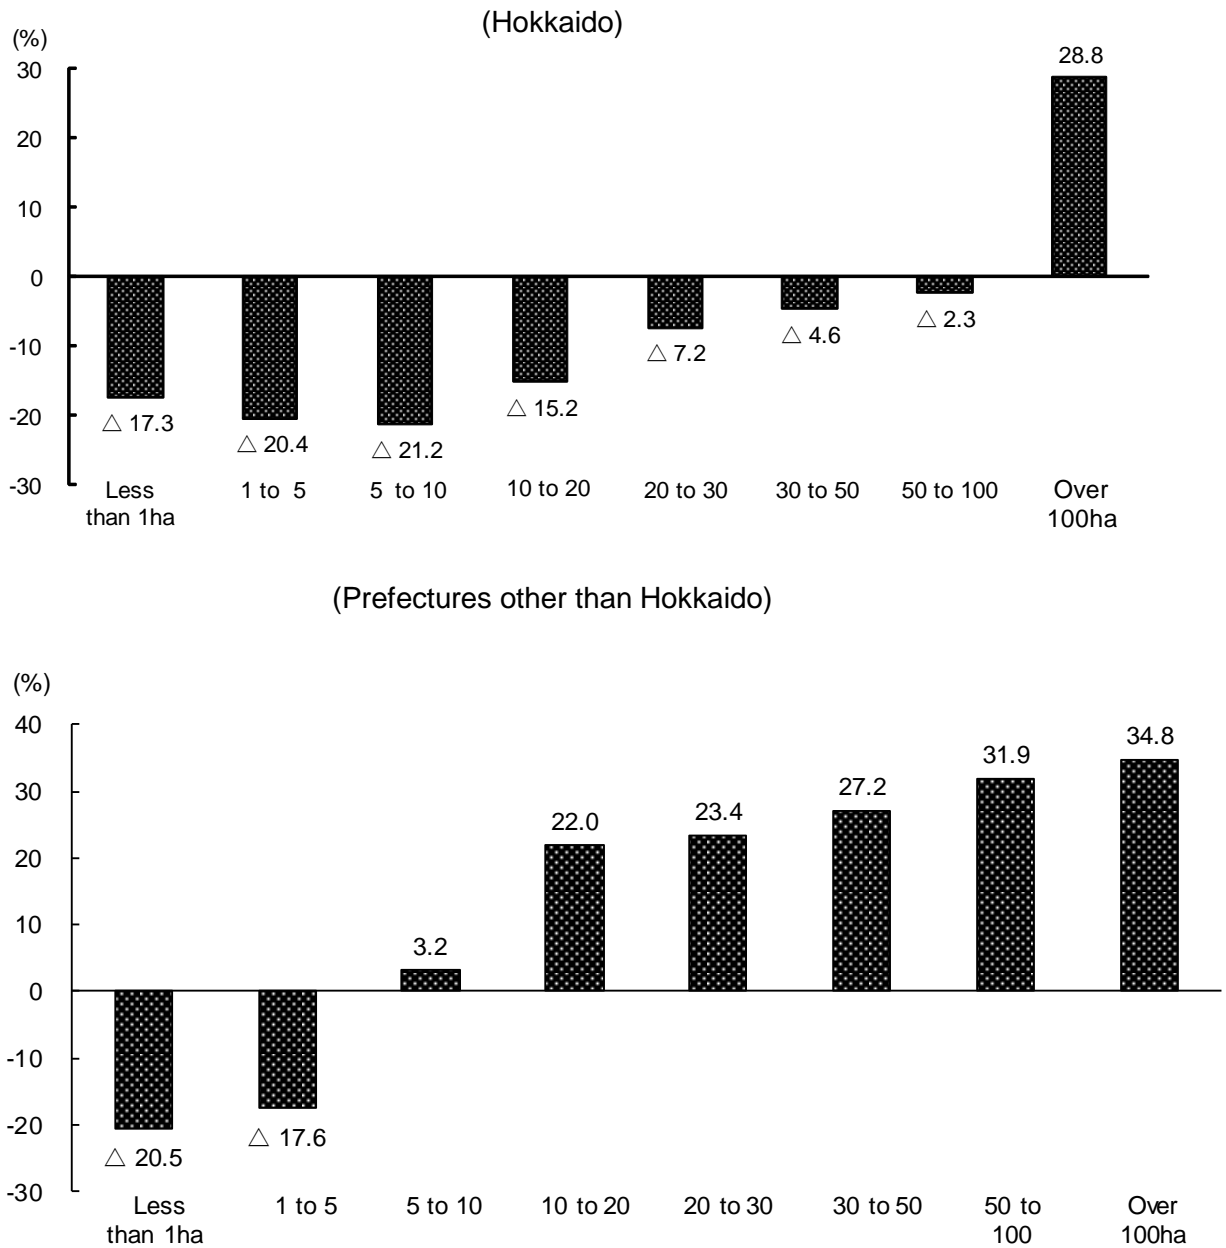 (Hokkaido)
(%)
28.8
30
20
10
0
-10
-20
-30
△ 17.3
△ 20.4
△ 21.2
△ 15.2
△ 7.2
△ 4.6
△ 2.3
Less
than 1ha
1 to 5
5 to 10
10 to 20
20 to 30
30 to 50
50 to 100
Over
100ha
(Prefectures other than Hokkaido)
(%)
40
30
20
10
0
-10
-20
-30
△ 20.5
△ 17.6
3.2
22.0
23.4
27.2
31.9
34.8
Less
than 1ha
1 to 5
5 to 10
10 to 20
20 to 30
30 to 50
50 to
100
Over
100ha